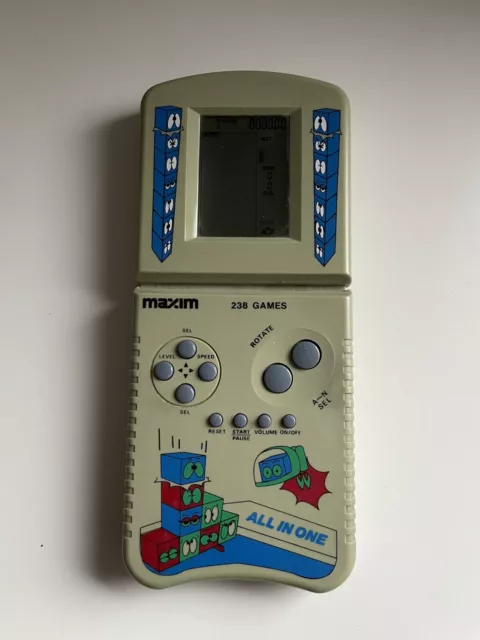 maxim
238 GAMES
SEL
LEVEL
SPEED
SEL
ROTATE
A~N
SEL
RESET
START
PAUSE
VOLUME
ON/OFF
ALL IN ONE